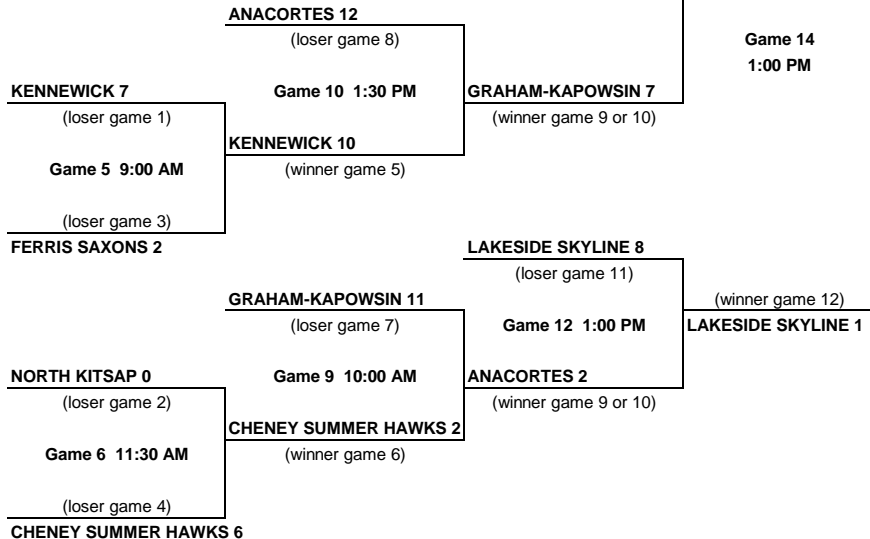 ANACORTES 12
(loser game 8)
Game 14
1:00 PM
KENNEWICK 7
Game 10 1:30 PM
GRAHAM-KAPOWSIN 7
(loser game 1)
(winner game 9 or 10)
KENNEWICK 10
Game 5 9:00 AM
(winner game 5)
(loser game 3)
FERRIS SAXONS 2
LAKESIDE SKYLINE 8
(loser game 11)
GRAHAM-KAPOWSIN 11
(winner game 12)
(loser game 7)
Game 12 1:00 PM
LAKESIDE SKYLINE 1
NORTH KITSAP 0
Game 9 10:00 AM
ANACORTES 2
(loser game 2)
(winner game 9 or 10)
CHENEY SUMMER HAWKS 2
Game 6 11:30 AM
(winner game 6)
(loser game 4)
CHENEY SUMMER HAWKS 6